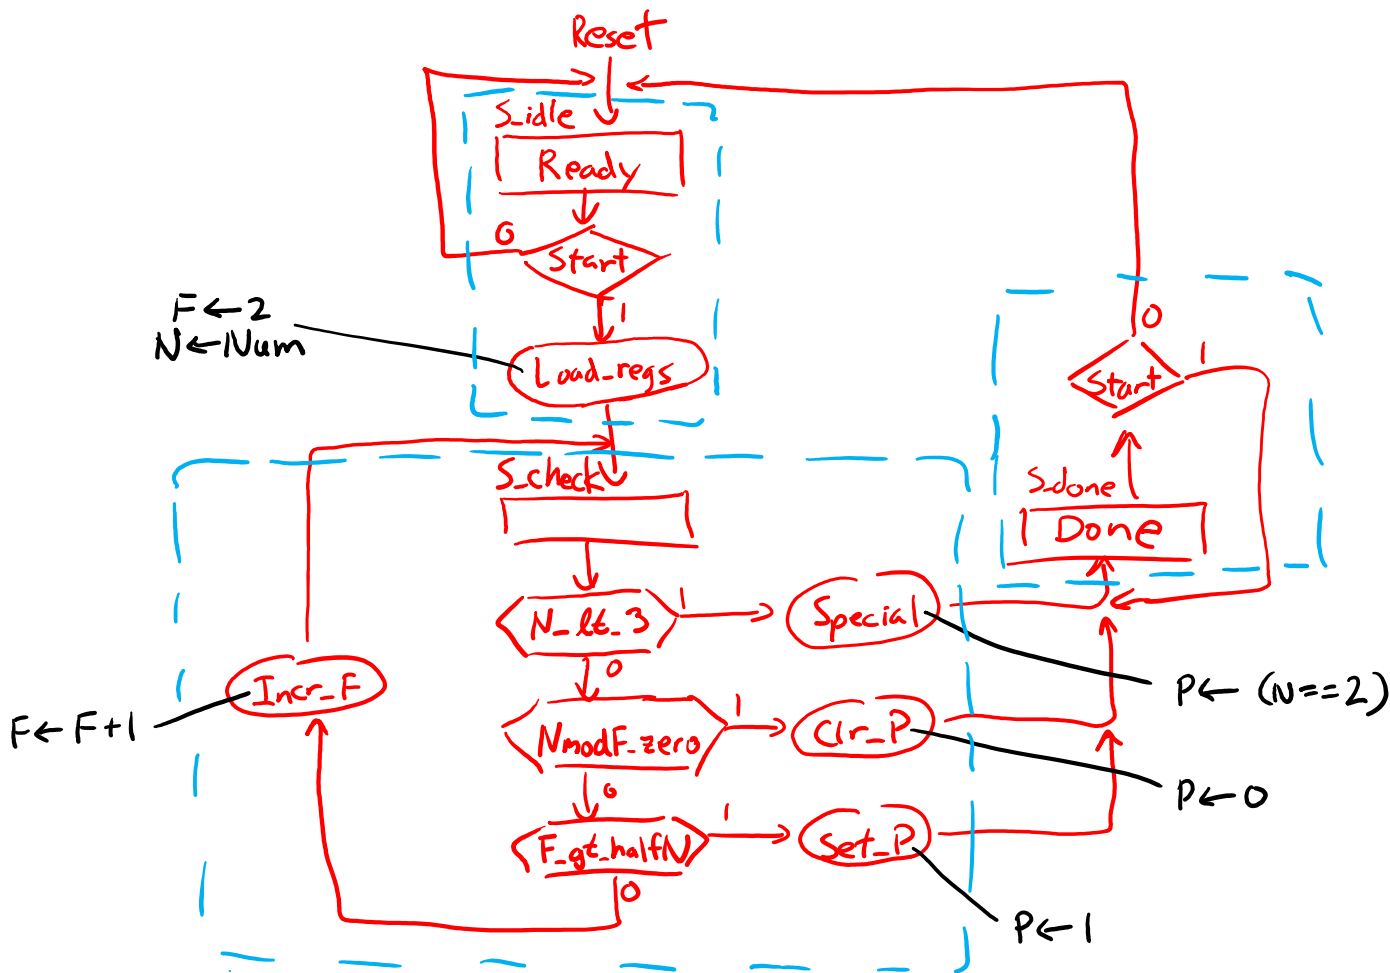 Reset
S_idle
Ready
0
Start
1
F←2
N←Num
Load_regs
0
Start
1
S_check
S_done
Done
N_lt_3
1
Special
0
P←(N==2)
Incr_F
F←F+1
NmodF_zero
1
Clr_P
0
P←0
F_gt_halfN
1
Set_P
0
P←1